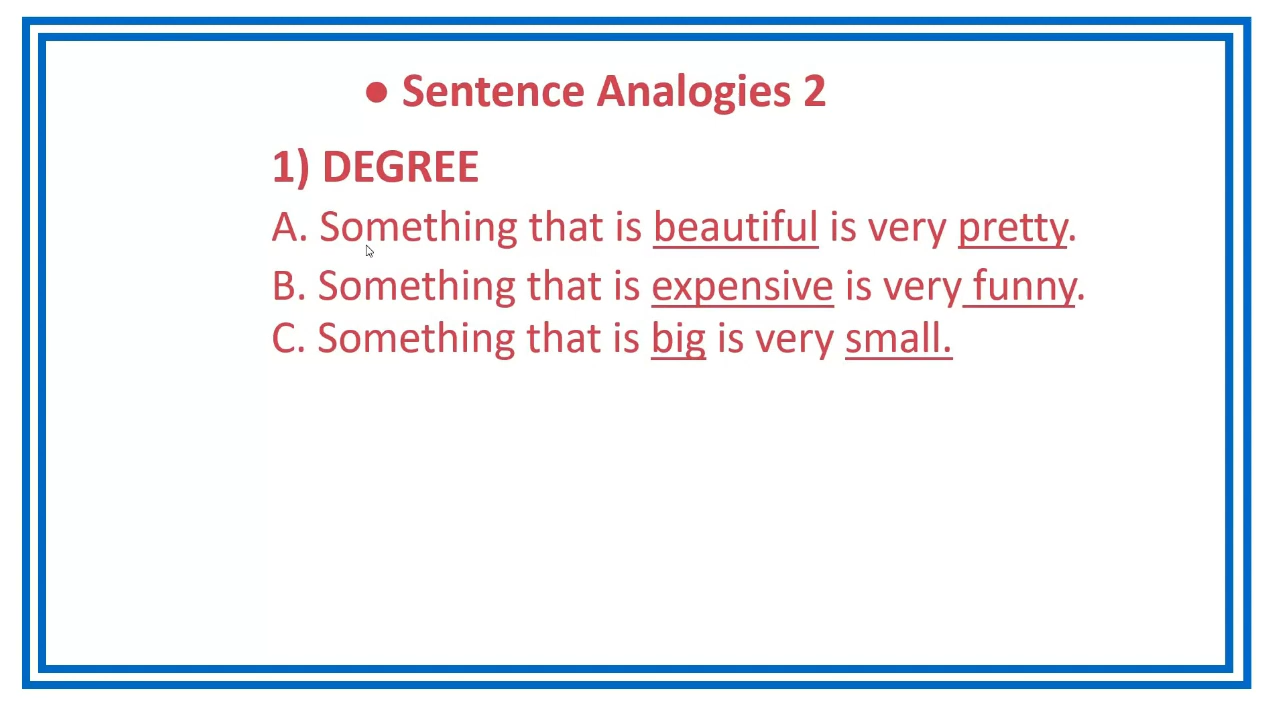 ● Sentence Analogies 2
1) DEGREE
A. Something that is beautiful is very pretty.
B. Something that is expensive is very funny.
C. Something that is big is very small.